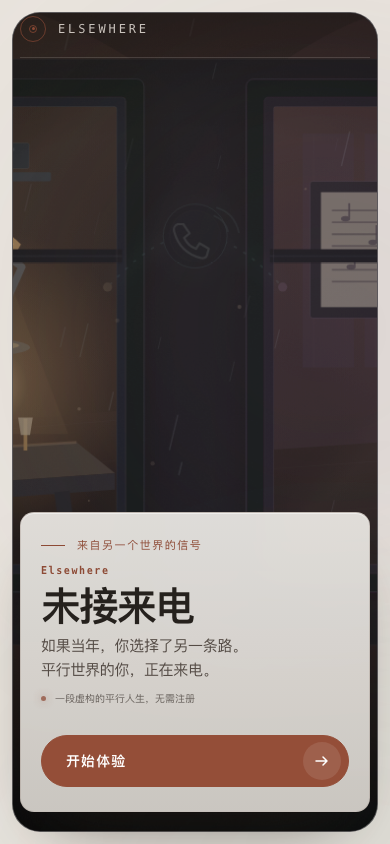 ELSEWHERE
来自另一个世界的信号
Elsewhere
未接来电
如果当年，你选择了另一条路。
平行世界的你，正在来电。
一段虚构的平行人生，无需注册
开始体验